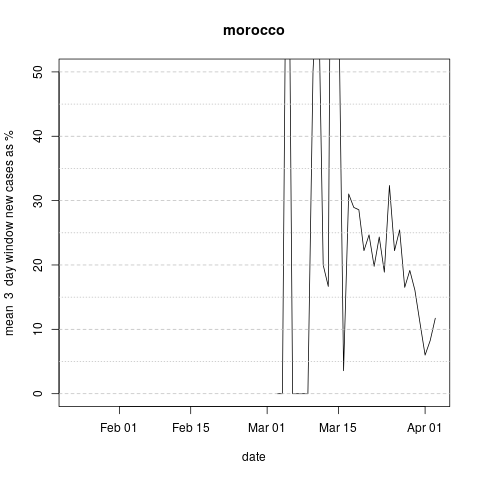 morocco
mean 3 day window new cases as %
50
40
30
20
10
0
Feb 01
Feb 15
Mar 01
Mar 15
Apr 01
date